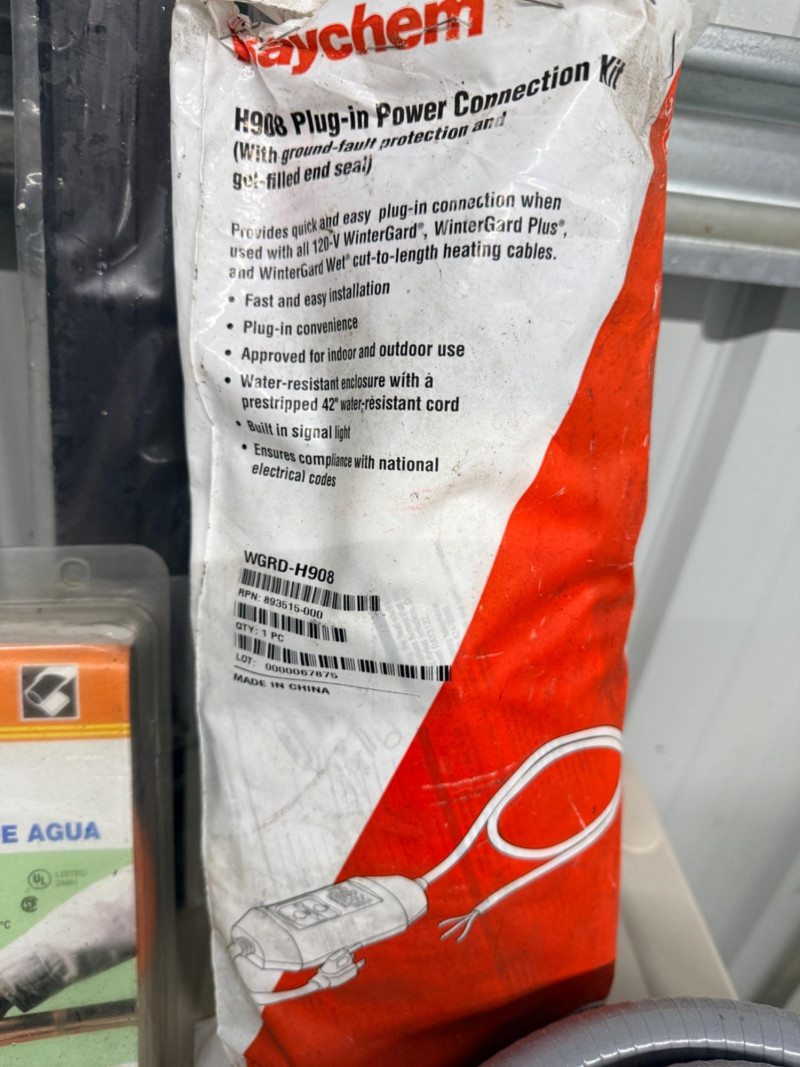 Raychem
H908 Plug-in Power Connection Kit
(With ground-fault protection and
gel-filled end seal)
Provides quick and easy plug-in connection when
used with all 120-V WinterGard®, WinterGard Plus®,
and WinterGard Wet® cut-to-length heating cables.
• Fast and easy installation
• Plug-in convenience
• Approved for indoor and outdoor use
• Water-resistant enclosure with a
prestripped 42" water-resistant cord
• Built in signal light
• Ensures compliance with national
electrical codes
WGRD-H908
RPN: 893515-000
QTY: 1 PC
LOT: 0000067875
MADE IN CHINA
E AGUA
UL LISTED
°C